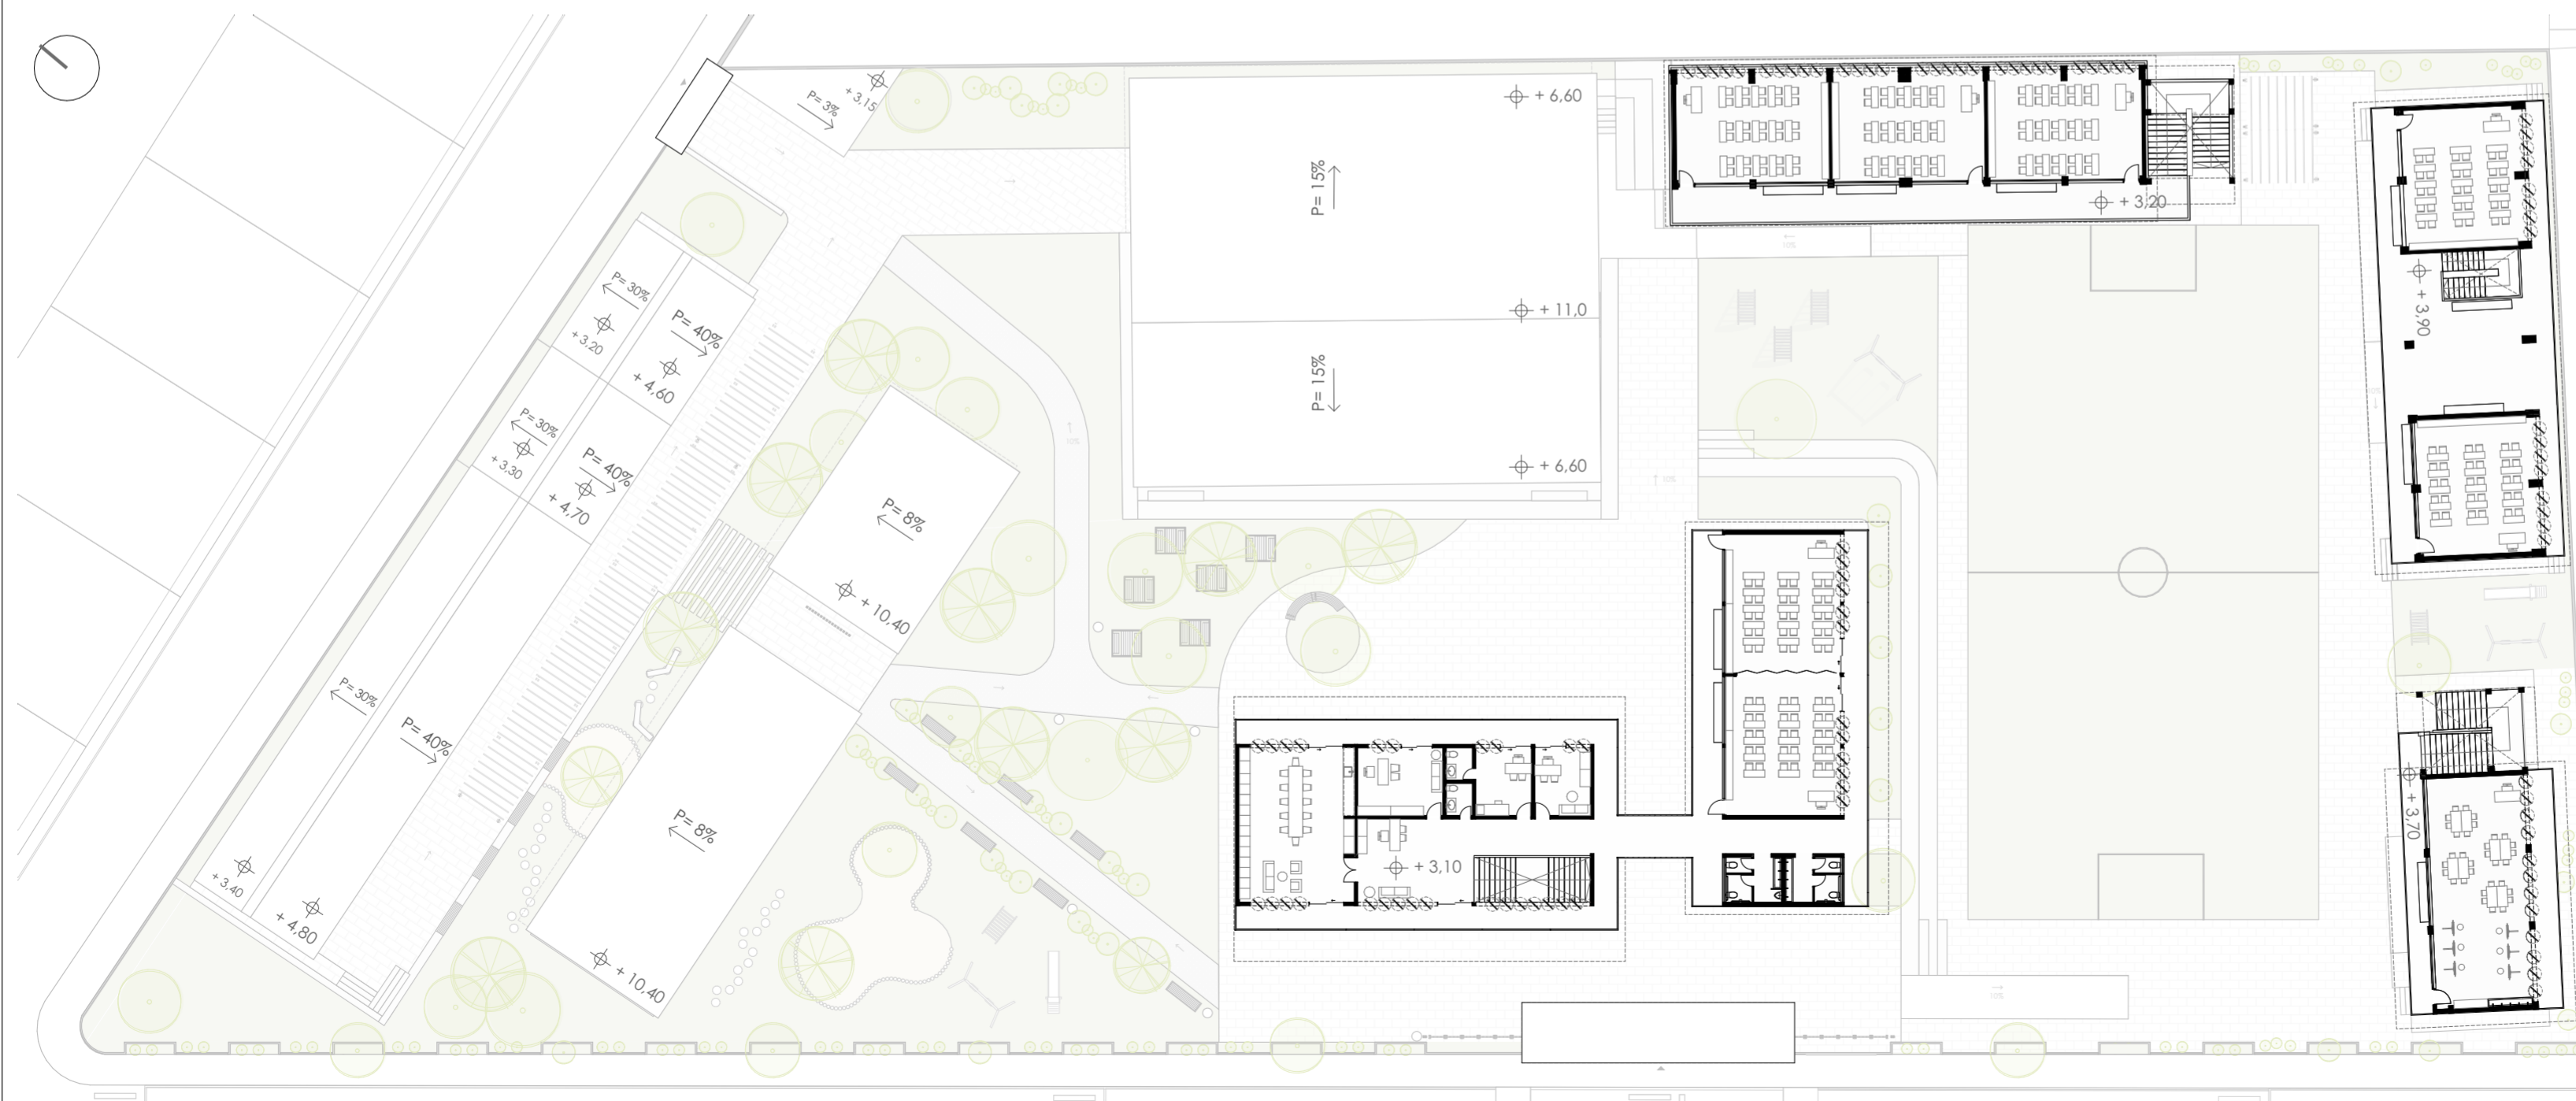 P= 3%
+ 3,15
+ 6,60
P= 15%
+ 3,20
P= 30%
+ 3,20
P= 40%
+ 4,60
+ 3,90
+ 11,0
P= 15%
+ 6,60
P= 30%
+ 3,30
P= 40%
+ 4,70
P= 8%
+ 10,40
P= 30%
P= 40%
P= 8%
+ 3,70
+ 3,10
+ 3,40
+ 4,80
+ 10,40